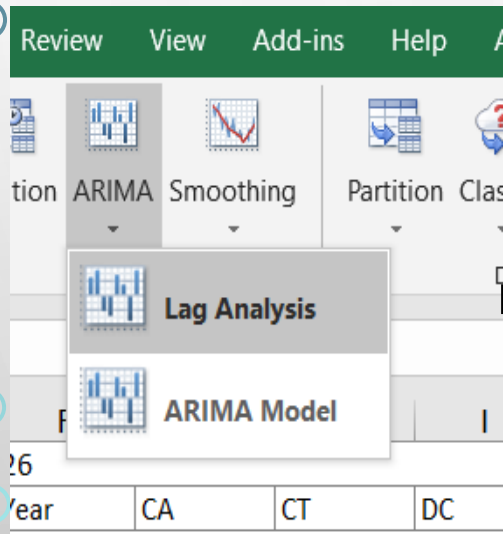 Review View Add-ins Help A
tion ARIMA Smoothing Partition Clas
Lag Analysis
ARIMA Model
F I
26
Year CA CT DC